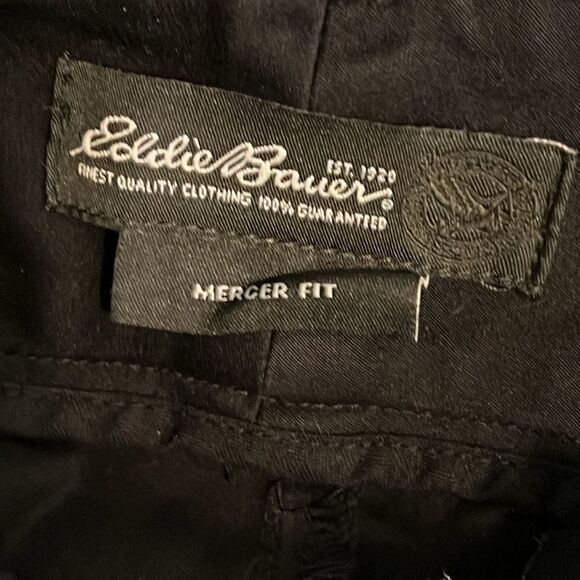 Eddie Bauer®
EST. 1920
FINEST QUALITY CLOTHING 100% GUARANTEED
MERCER FIT